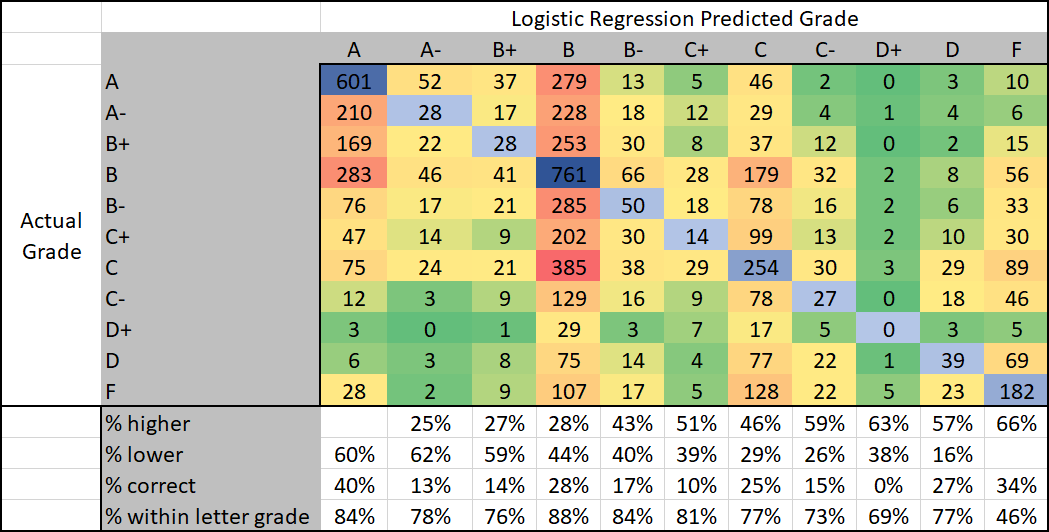 Logistic Regression Predicted Grade
A A- B+ B B- C+ C C- D+ D F
A 601 52 37 279 13 5 46 2 0 3 10
A- 210 28 17 228 18 12 29 4 1 4 6
B+ 169 22 28 253 30 8 37 12 0 2 15
B 283 46 41 761 66 28 179 32 2 8 56
B- 76 17 21 285 50 18 78 16 2 6 33
Actual
Grade
C+ 47 14 9 202 30 14 99 13 2 10 30
C 75 24 21 385 38 29 254 30 3 29 89
C- 12 3 9 129 16 9 78 27 0 18 46
D+ 3 0 1 29 3 7 17 5 0 3 5
D 6 3 8 75 14 4 77 22 1 39 69
F 28 2 9 107 17 5 128 22 5 23 182
% higher 25% 27% 28% 43% 51% 46% 59% 63% 57% 66%
% lower 60% 62% 59% 44% 40% 39% 29% 26% 38% 16%
% correct 40% 13% 14% 28% 17% 10% 25% 15% 0% 27% 34%
% within letter grade 84% 78% 76% 88% 84% 81% 77% 73% 69% 77% 46%